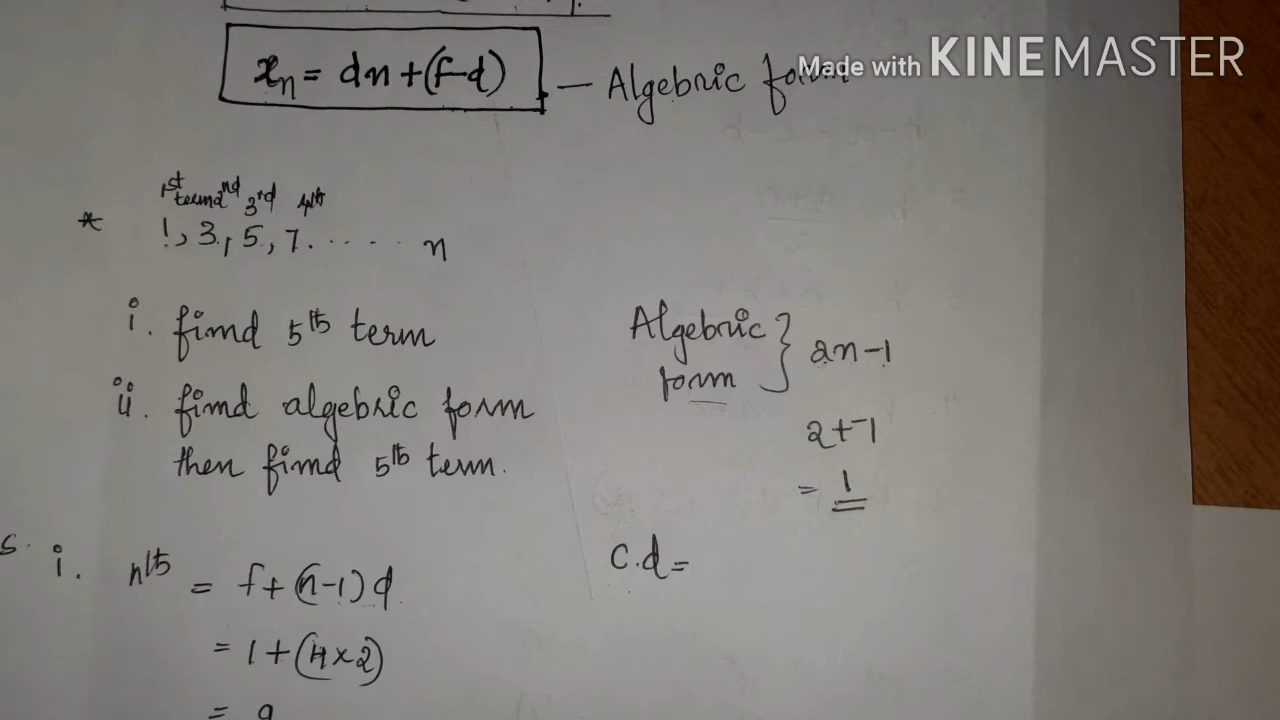 xn = dn + (f-d) — Algebric form
Made with KINEMASTER
1st term 2nd 3rd 4th
* 1, 3, 5, 7. ..... n
i. find 5th term
ii. find algebric form
then find 5th term.
Algebric form } 2n-1
2+-1
= 1
C.d =
S. i. nth = f+(n-1)d
= 1+(4×2)
= 9